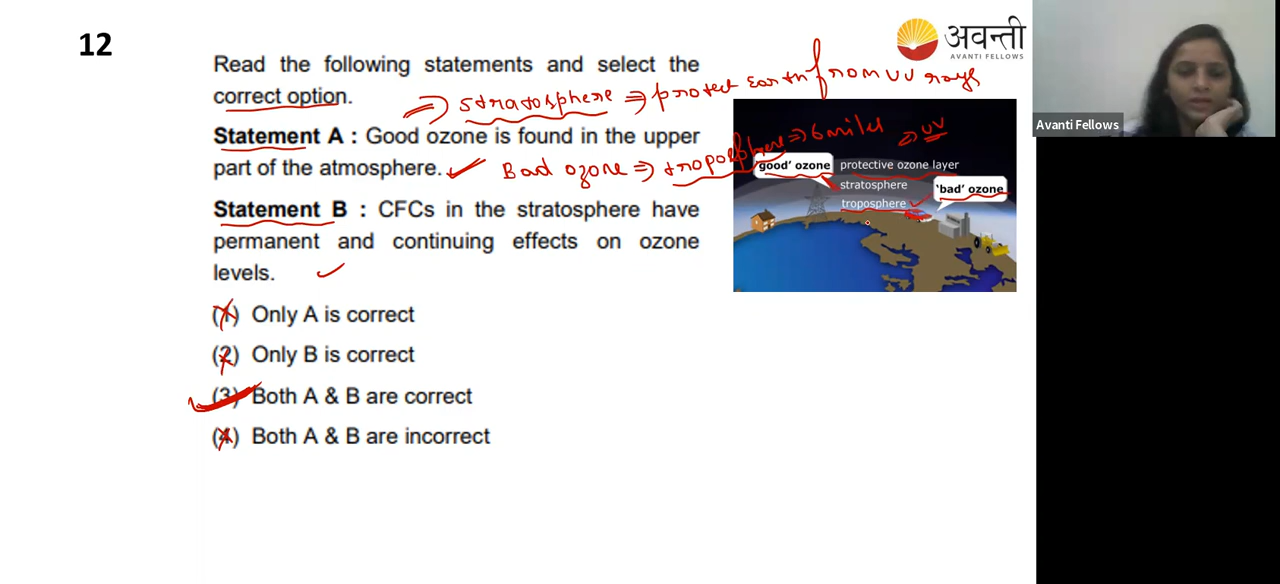 12
अवन्ती
AVANTI FELLOWS
Read the following statements and select the
correct option.
⇒ stratosphere ⇒ protect earth from UV rays
Statement A : Good ozone is found in the upper
part of the atmosphere.
Bad ozone ⇒ troposphere ⇒ 6 miles
⇒ UV
Statement B : CFCs in the stratosphere have
permanent and continuing effects on ozone
levels.
(1) Only A is correct
(2) Only B is correct
(3) Both A & B are correct
(4) Both A & B are incorrect
'good' ozone
protective ozone layer
stratosphere
'bad' ozone
troposphere
Avanti Fellows